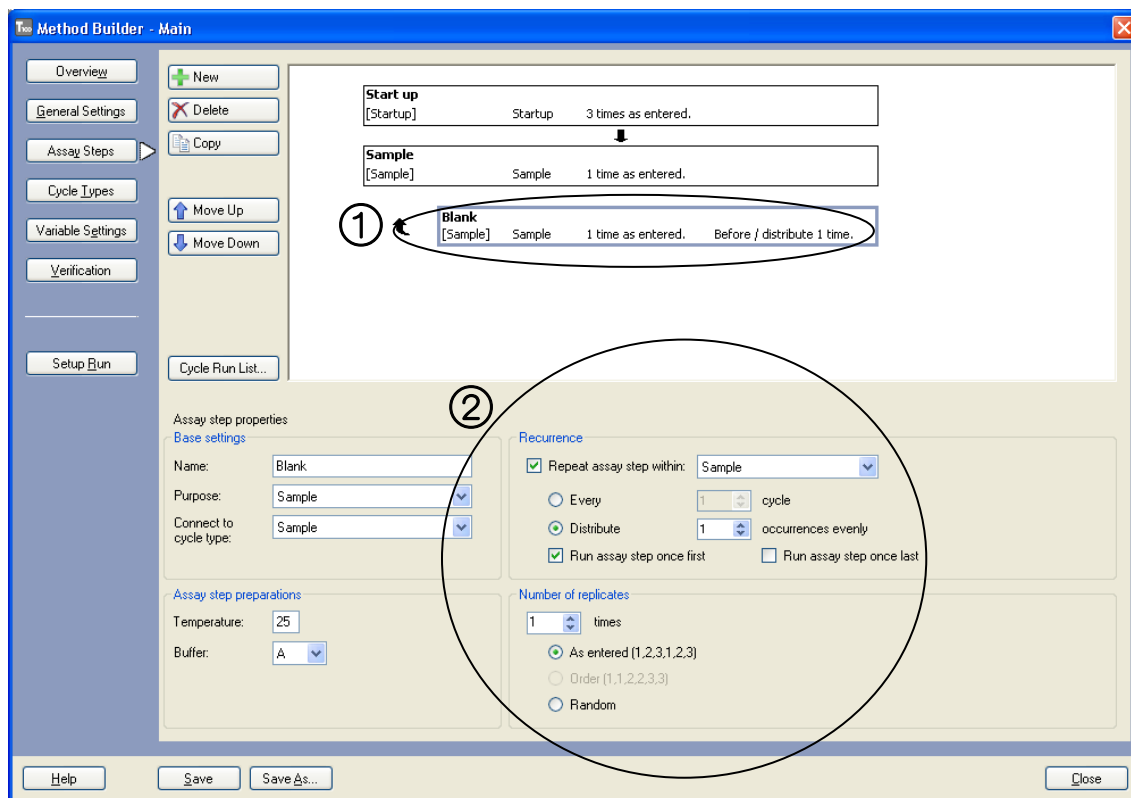 T100 Method Builder - Main
Overview
General Settings
Assay Steps
Cycle Types
Variable Settings
Verification
Setup Run
New
Delete
Copy
Move Up
Move Down
Cycle Run List...
Start up
[Startup] Startup 3 times as entered.
Sample
[Sample] Sample 1 time as entered.
①
Blank
[Sample] Sample 1 time as entered. Before / distribute 1 time.
②
Assay step properties
Base settings
Name: Blank
Purpose: Sample
Connect to cycle type: Sample
Recurrence
Repeat assay step within: Sample
Every 1 cycle
Distribute 1 occurrences evenly
Run assay step once first Run assay step once last
Assay step preparations
Temperature: 25
Buffer: A
Number of replicates
1 times
As entered (1,2,3,1,2,3)
Order (1,1,2,2,3,3)
Random
Help Save Save As... Close